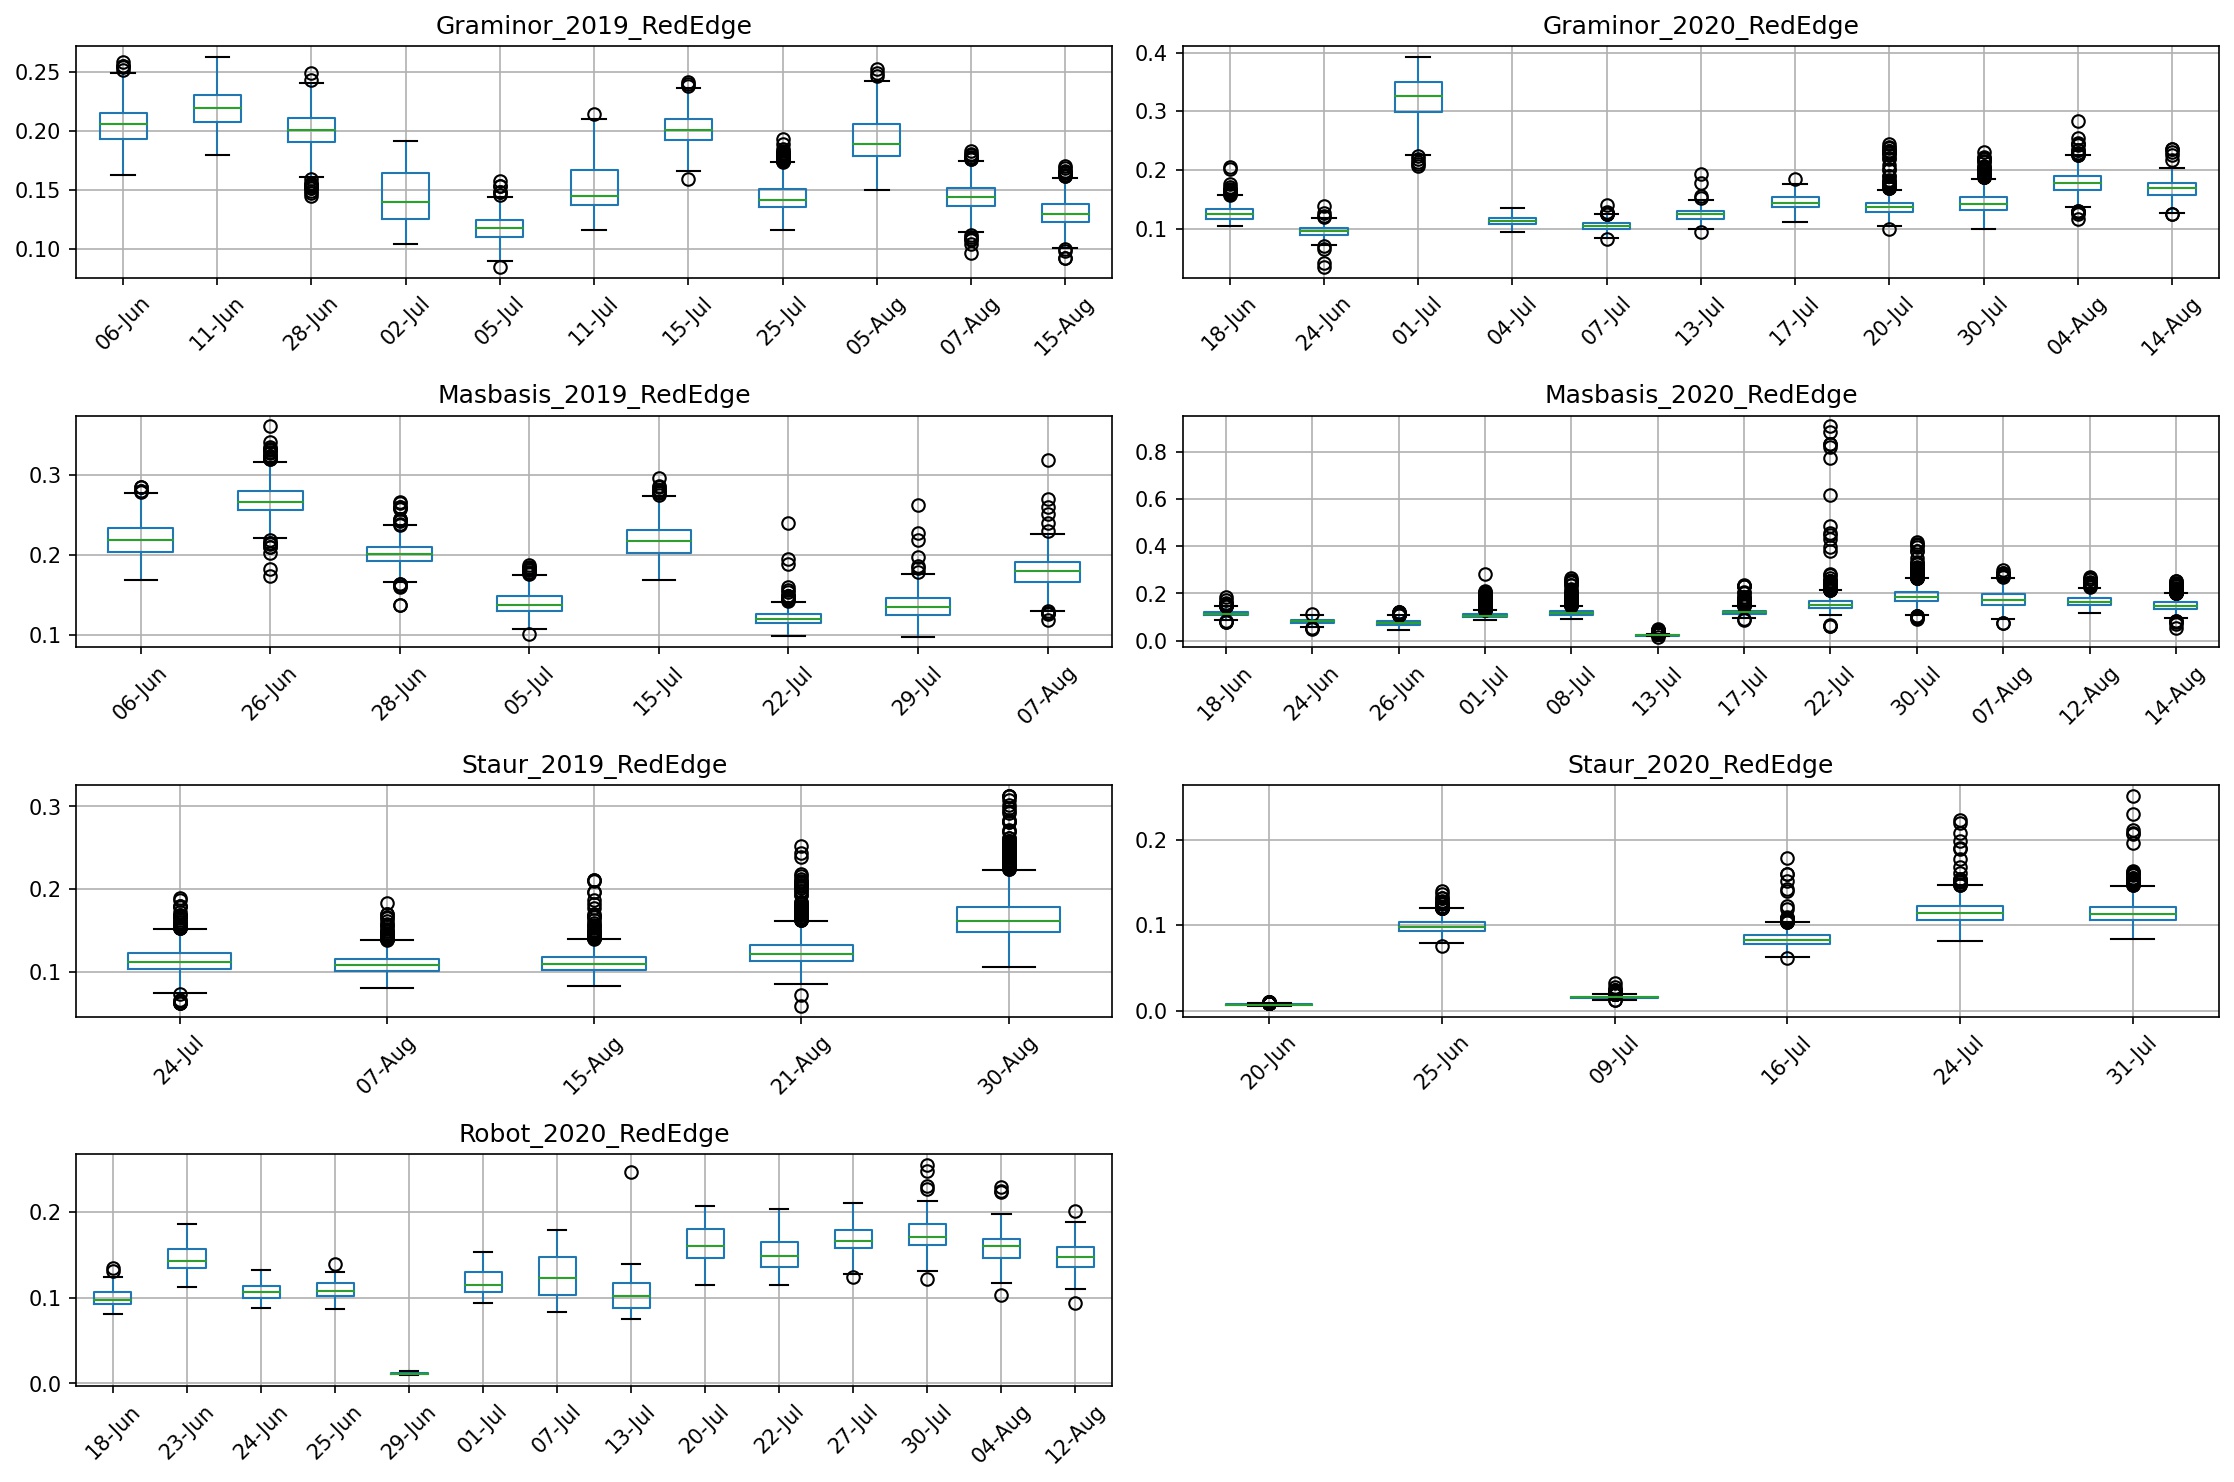 Graminor_2019_RedEdge
0.25
0.20
0.15
0.10
06-Jun 11-Jun 28-Jun 02-Jul 05-Jul 11-Jul 15-Jul 25-Jul 05-Aug 07-Aug 15-Aug
Graminor_2020_RedEdge
0.4
0.3
0.2
0.1
18-Jun 24-Jun 01-Jul 04-Jul 07-Jul 13-Jul 17-Jul 20-Jul 30-Jul 04-Aug 14-Aug
Masbasis_2019_RedEdge
0.3
0.2
0.1
06-Jun 26-Jun 28-Jun 05-Jul 15-Jul 22-Jul 29-Jul 07-Aug
Masbasis_2020_RedEdge
0.8
0.6
0.4
0.2
0.0
18-Jun 24-Jun 26-Jun 01-Jul 08-Jul 13-Jul 17-Jul 22-Jul 30-Jul 07-Aug 12-Aug 14-Aug
Staur_2019_RedEdge
0.3
0.2
0.1
24-Jul 07-Aug 15-Aug 21-Aug 30-Aug
Staur_2020_RedEdge
0.2
0.1
0.0
20-Jun 25-Jun 09-Jul 16-Jul 24-Jul 31-Jul
Robot_2020_RedEdge
0.2
0.1
0.0
18-Jun 23-Jun 24-Jun 25-Jun 29-Jun 01-Jul 07-Jul 13-Jul 20-Jul 22-Jul 27-Jul 30-Jul 04-Aug 12-Aug